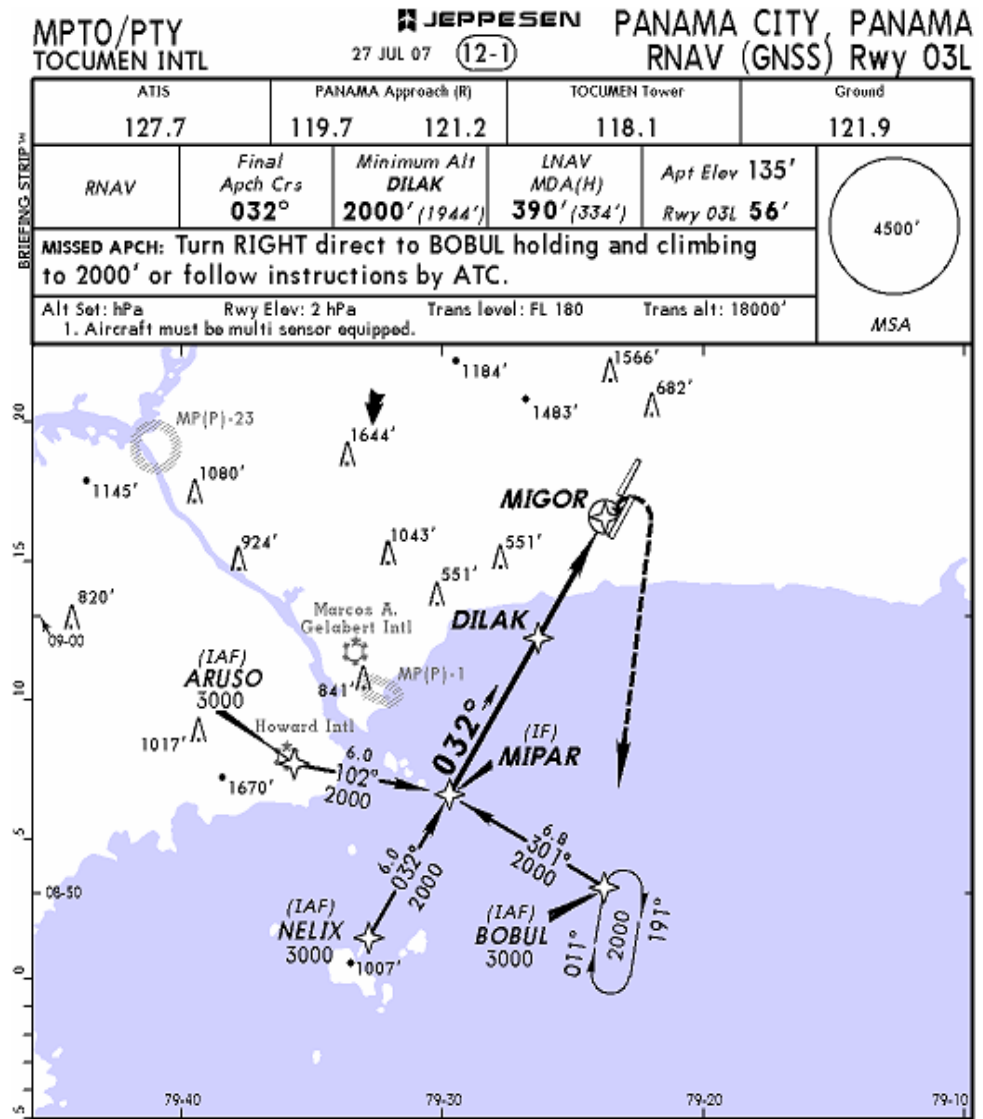 MPTO/PTY
TOCUMEN INTL
JEPPESEN
27 JUL 07
12-1
PANAMA CITY, PANAMA
RNAV (GNSS) Rwy 03L
BRIEFING STRIP™
ATIS
127.7
PANAMA Approach (R)
119.7 121.2
TOCUMEN Tower
118.1
Ground
121.9
RNAV
Final
Apch Crs
032°
Minimum Alt
DILAK
2000' (1944')
LNAV
MDA(H)
390' (334')
Apt Elev 135'
Rwy 03L 56'
4500'
MSA
MISSED APCH: Turn RIGHT direct to BOBUL holding and climbing
to 2000' or follow instructions by ATC.
Alt Set: hPa Rwy Elev: 2 hPa Trans level: FL 180 Trans alt: 18000'
1. Aircraft must be multi sensor equipped.
1184'
1566'
1483'
682'
20
MP(P)-23
1644'
1145'
1080'
MIGOR
924'
1043'
551'
15
551'
820'
09-00
Marcos A.
Gelabert Intl
DILAK
(IAF)
ARUSO
3000
841'
MP(P)-1
10
1017'
Howard Intl
032°
(IF)
MIPAR
6.0
102°
2000
1670'
5
6.0
032°
2000
6.8
301°
2000
08-50
(IAF)
NELIX
3000
(IAF)
BOBUL
3000
011°
2000
191°
1007'
0
5
79-40
79-30
79-20
79-10